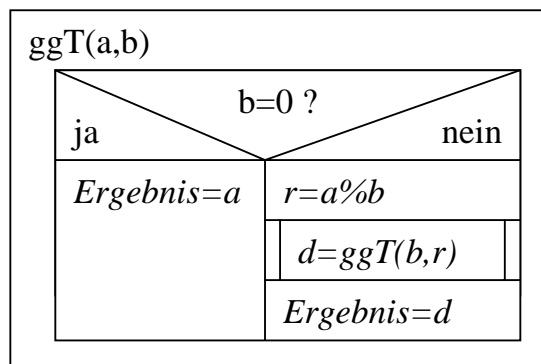 ggT(a,b)
b=0 ?
ja
nein
Ergebnis=a
r=a%b
d=ggT(b,r)
Ergebnis=d